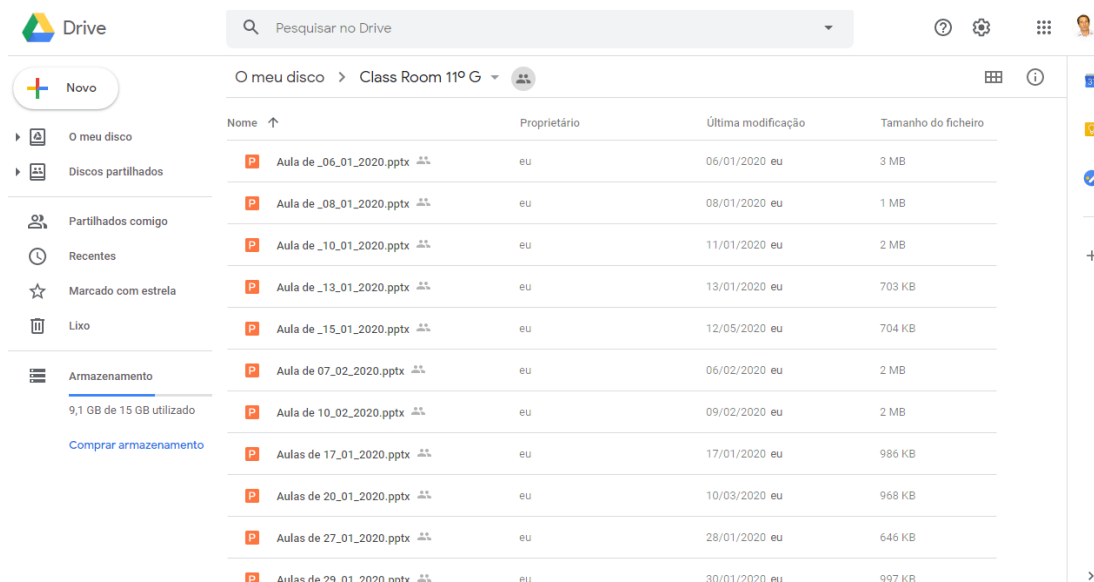 Drive
Pesquisar no Drive
Novo
O meu disco
Discos partilhados
Partilhados comigo
Recentes
Marcado com estrela
Lixo
Armazenamento
9,1 GB de 15 GB utilizado
Comprar armazenamento
O meu disco > Class Room 11º G
Nome Proprietário Última modificação Tamanho do ficheiro
P Aula de _06_01_2020.pptx eu 06/01/2020 eu 3 MB
P Aula de _08_01_2020.pptx eu 08/01/2020 eu 1 MB
P Aula de _10_01_2020.pptx eu 11/01/2020 eu 2 MB
P Aula de _13_01_2020.pptx eu 13/01/2020 eu 703 KB
P Aula de _15_01_2020.pptx eu 12/05/2020 eu 704 KB
P Aula de 07_02_2020.pptx eu 06/02/2020 eu 2 MB
P Aula de 10_02_2020.pptx eu 09/02/2020 eu 2 MB
P Aulas de 17_01_2020.pptx eu 17/01/2020 eu 986 KB
P Aulas de 20_01_2020.pptx eu 10/03/2020 eu 968 KB
P Aulas de 27_01_2020.pptx eu 28/01/2020 eu 646 KB
P Aulas de 29_01_2020.pptx eu 30/01/2020 eu 997 KB